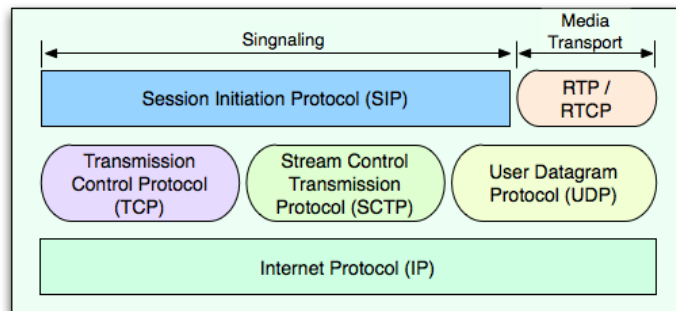 Singnaling
Media
Transport
Session Initiation Protocol (SIP)
RTP /
RTCP
Transmission
Control Protocol
(TCP)
Stream Control
Transmission
Protocol (SCTP)
User Datagram
Protocol (UDP)
Internet Protocol (IP)